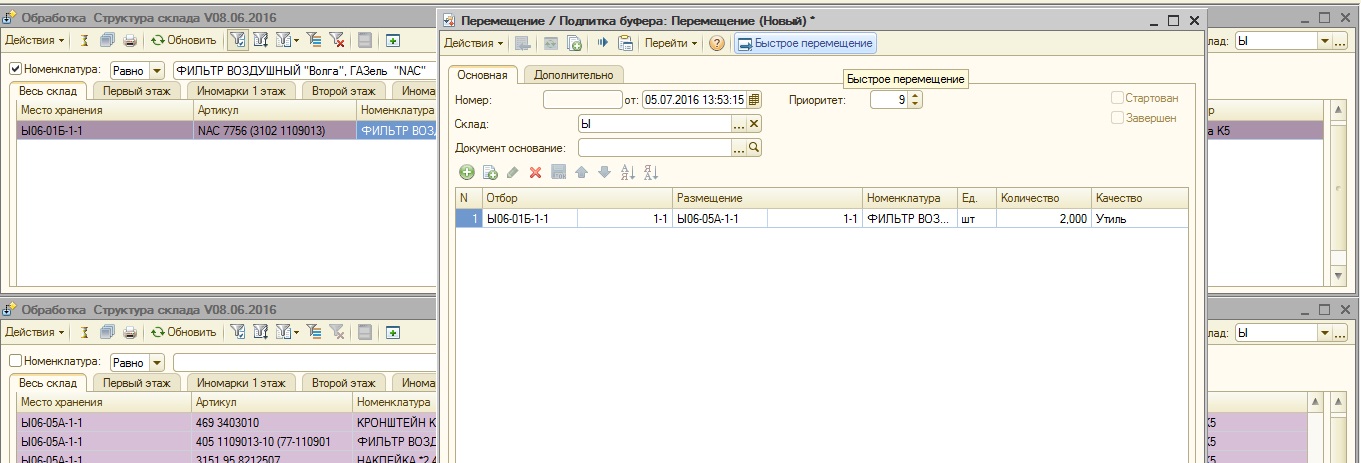 Обработка Структура склада V08.06.2016
Действия Обновить
Номенклатура: Равно ФИЛЬТР ВОЗДУШНЫЙ "Волга", ГАЗель "NAC"
Весь склад Первый этаж Иномарки 1 этаж Второй этаж Инома
Место хранения Артикул Номенклатура
Ы06-01Б-1-1 NAC 7756 (3102 1109013) ФИЛЬТР ВОЗД
Перемещение / Подпитка буфера: Перемещение (Новый) *
Действия Перейти Быстрое перемещение
Основная Дополнительно Быстрое перемещение
Номер: от: 05.07.2016 13:53:15 Приоритет: 9 Стартован
Склад: Ы Завершен
Документ основание:
N Отбор Размещение Номенклатура Ед. Количество Качество
1 Ы06-01Б-1-1 1-1 Ы06-05А-1-1 1-1 ФИЛЬТР ВОЗ... шт 2,000 Утиль
лад: Ы
р
а К5
Обработка Структура склада V08.06.2016
Действия Обновить
лад: Ы
Номенклатура: Равно
Весь склад Первый этаж Иномарки 1 этаж Второй этаж Инома
Место хранения Артикул Номенклатура
Ы06-05А-1-1 469 3403010 КРОНШТЕЙН К
К5
Ы06-05А-1-1 405 1109013-10 (77-110901 ФИЛЬТР ВОЗД
К5
Ы06-05А-1-1 3151 95 8212507 НАКЛЕЙКА "2,4
К5